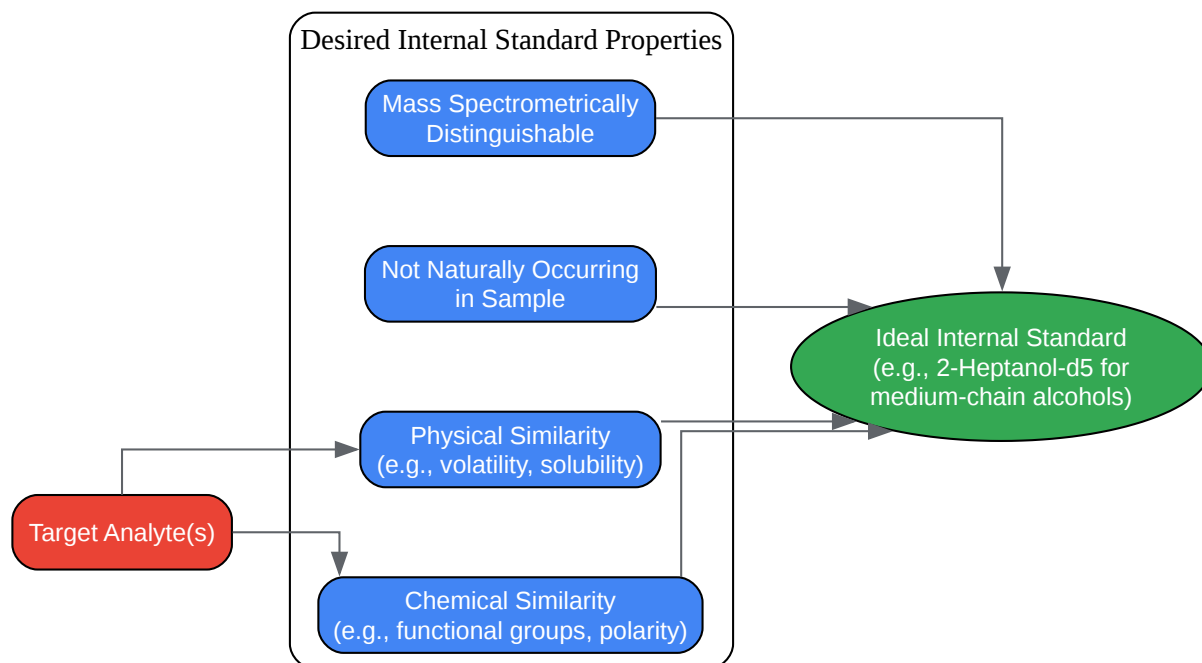 Desired Internal Standard Properties
Mass Spectrometrically
Distinguishable
Not Naturally Occurring
in Sample
Ideal Internal Standard
(e.g., 2-Heptanol-d5 for
medium-chain alcohols)
Physical Similarity
(e.g., volatility, solubility)
Target Analyte(s)
Chemical Similarity
(e.g., functional groups, polarity)